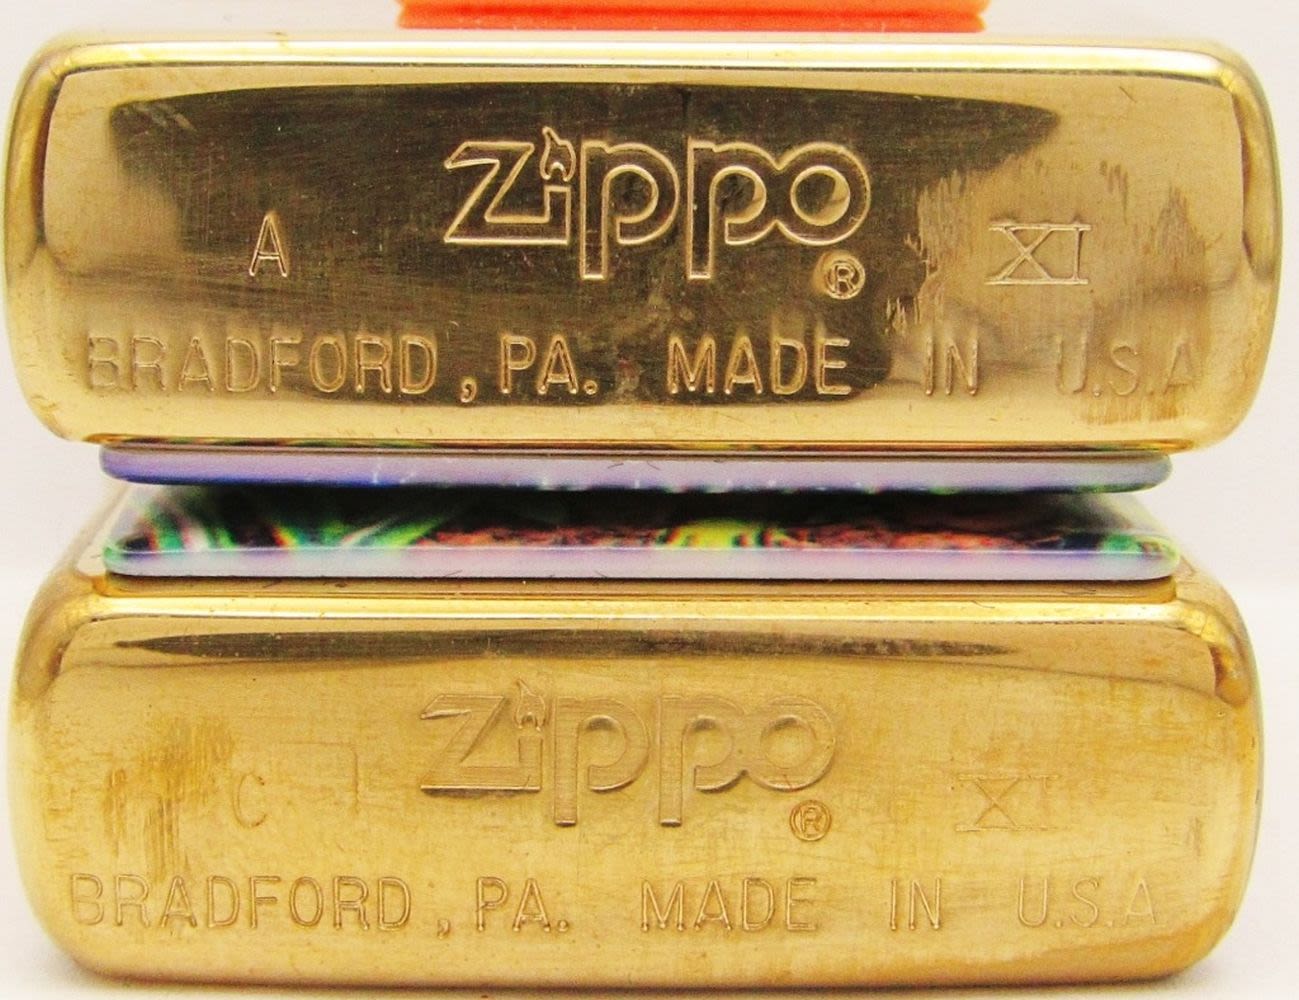 Zippo ®
A XI
BRADFORD, PA. MADE IN U.S.A
Zippo ®
C XI
BRADFORD, PA. MADE IN U.S.A